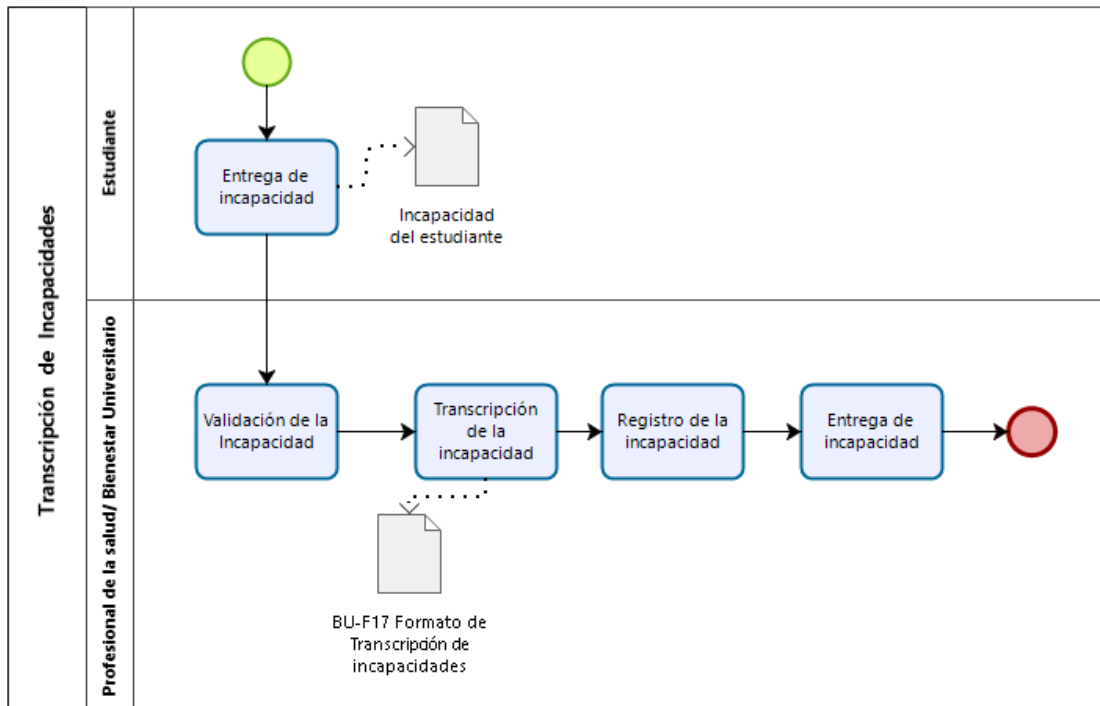 Transcripción de Incapacidades
Estudiante
Entrega de
incapacidad
Incapacidad
del estudiante
Profesional de la salud/ Bienestar Universitario
Validación de la
Incapacidad
Transcripción
de la
incapacidad
Registro de la
incapacidad
Entrega de
incapacidad
BU-F17 Formato de
Transcripción de
incapacidades